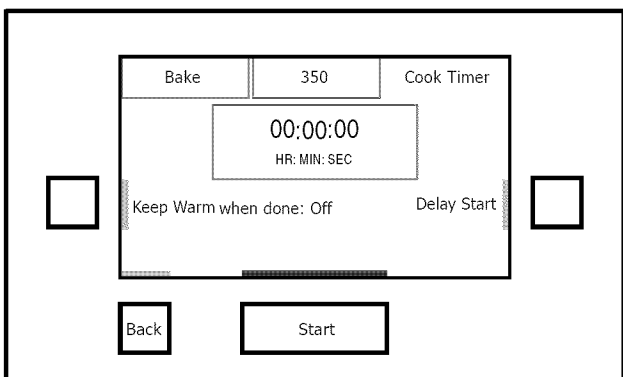 Bake 350 Cook Timer
00:00:00
HR: MIN: SEC
Keep Warm when done: Off Delay Start
Back Start